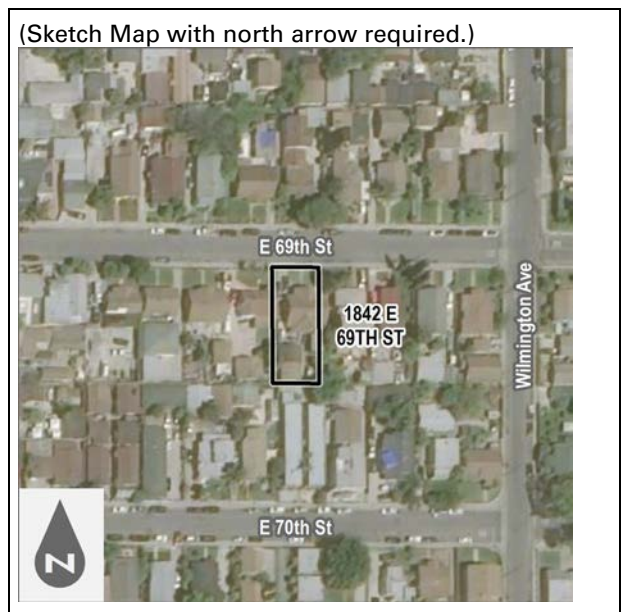 (Sketch Map with north arrow required.)
E 69th St
1842 E
69TH ST
Wilmington Ave
E 70th St
N